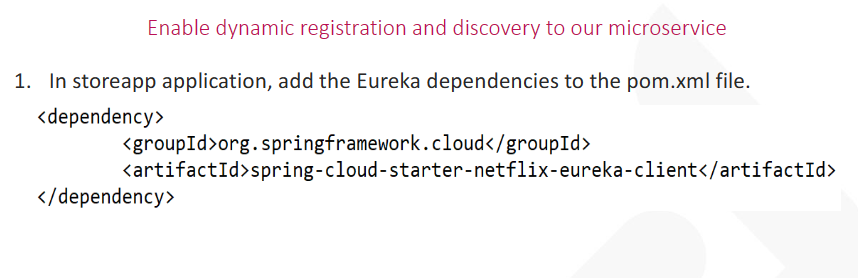 Enable dynamic registration and discovery to our microservice
1. In storeapp application, add the Eureka dependencies to the pom.xml file.
<dependency>
<groupId>org.springframework.cloud</groupId>
<artifactId>spring-cloud-starter-netflix-eureka-client</artifactId>
</dependency>